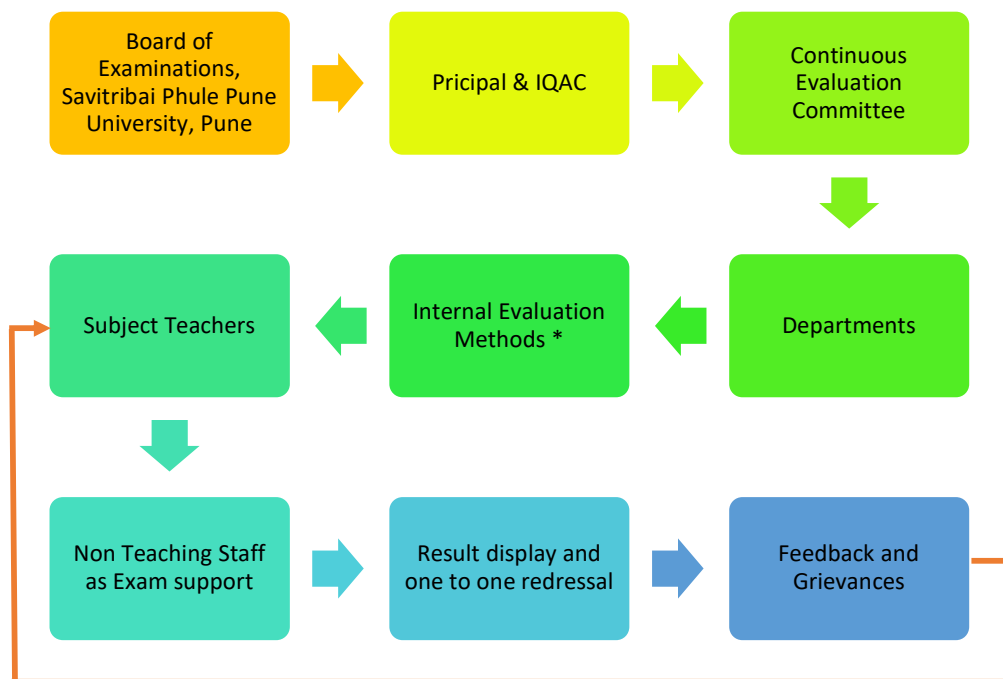 Board of
Examinations,
Savitribai Phule Pune
University, Pune
Pricipal & IQAC
Continuous
Evaluation
Committee
Departments
Internal Evaluation
Methods *
Subject Teachers
Non Teaching Staff
as Exam support
Result display and
one to one redressal
Feedback and
Grievances